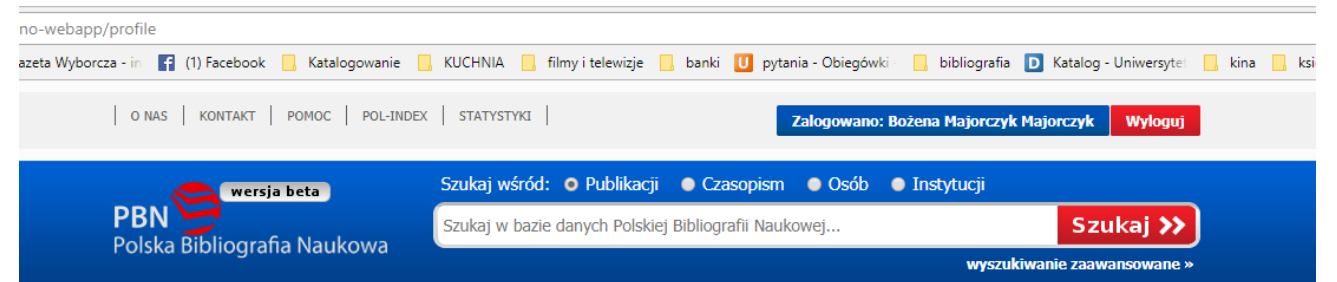 no-webapp/profile
azeta Wyborcza - in (1) Facebook Katalogowanie KUCHNIA filmy i telewizje banki pytania - Obiegówki - bibliografia Katalog - Uniwersytet kina ksi
O NAS | KONTAKT | POMOC | POL-INDEX | STATYSTYKI |
Zalogowano: Bożena Majorczyk Majorczyk Wyloguj
wersja beta
PBN
Polska Bibliografia Naukowa
Szukaj wśród: Publikacji Czasopism Osób Instytucji
Szukaj w bazie danych Polskiej Bibliografii Naukowej...
Szukaj
wyszukiwanie zaawansowane »